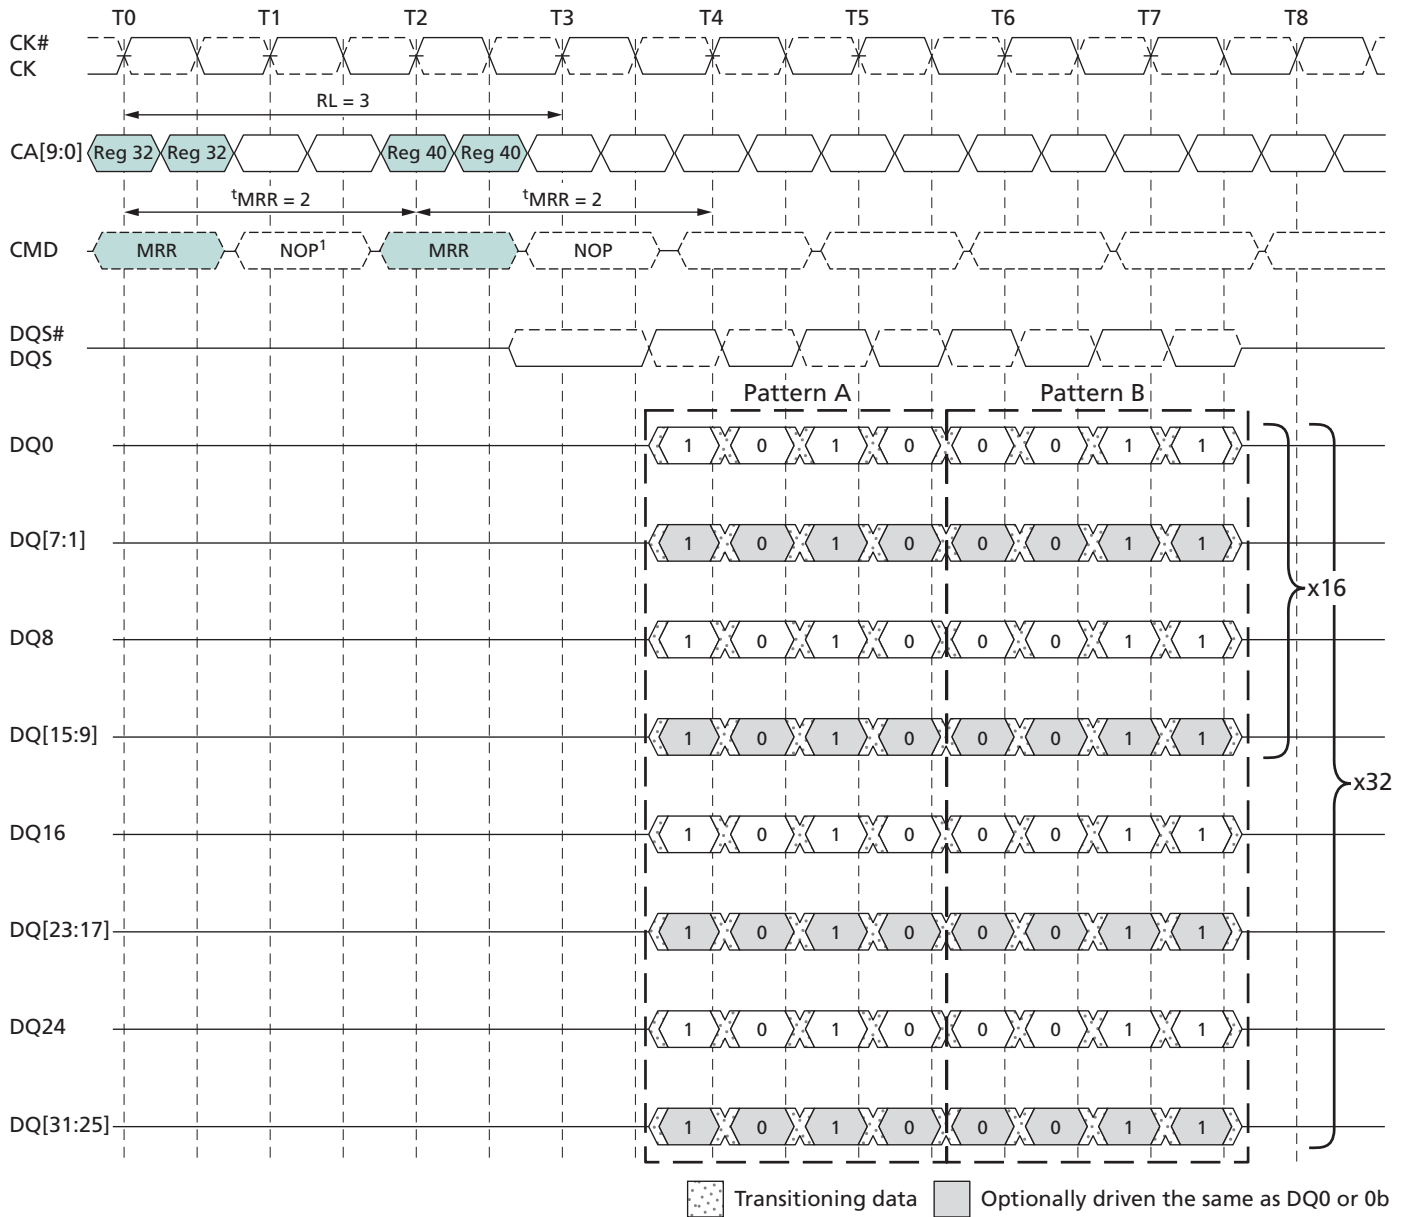 T0 T1 T2 T3 T4 T5 T6 T7 T8
CK#
CK
RL = 3
CA[9:0] Reg 32 Reg 32 Reg 40 Reg 40
tMRR = 2 tMRR = 2
CMD MRR NOP1 MRR NOP
DQS#
DQS
Pattern A Pattern B
DQ0 1 0 1 0 0 0 1 1
DQ[7:1] 1 0 1 0 0 0 1 1
x16
DQ8 1 0 1 0 0 0 1 1
DQ[15:9] 1 0 1 0 0 0 1 1
x32
DQ16 1 0 1 0 0 0 1 1
DQ[23:17] 1 0 1 0 0 0 1 1
DQ24 1 0 1 0 0 0 1 1
DQ[31:25] 1 0 1 0 0 0 1 1
Transitioning data Optionally driven the same as DQ0 or 0b